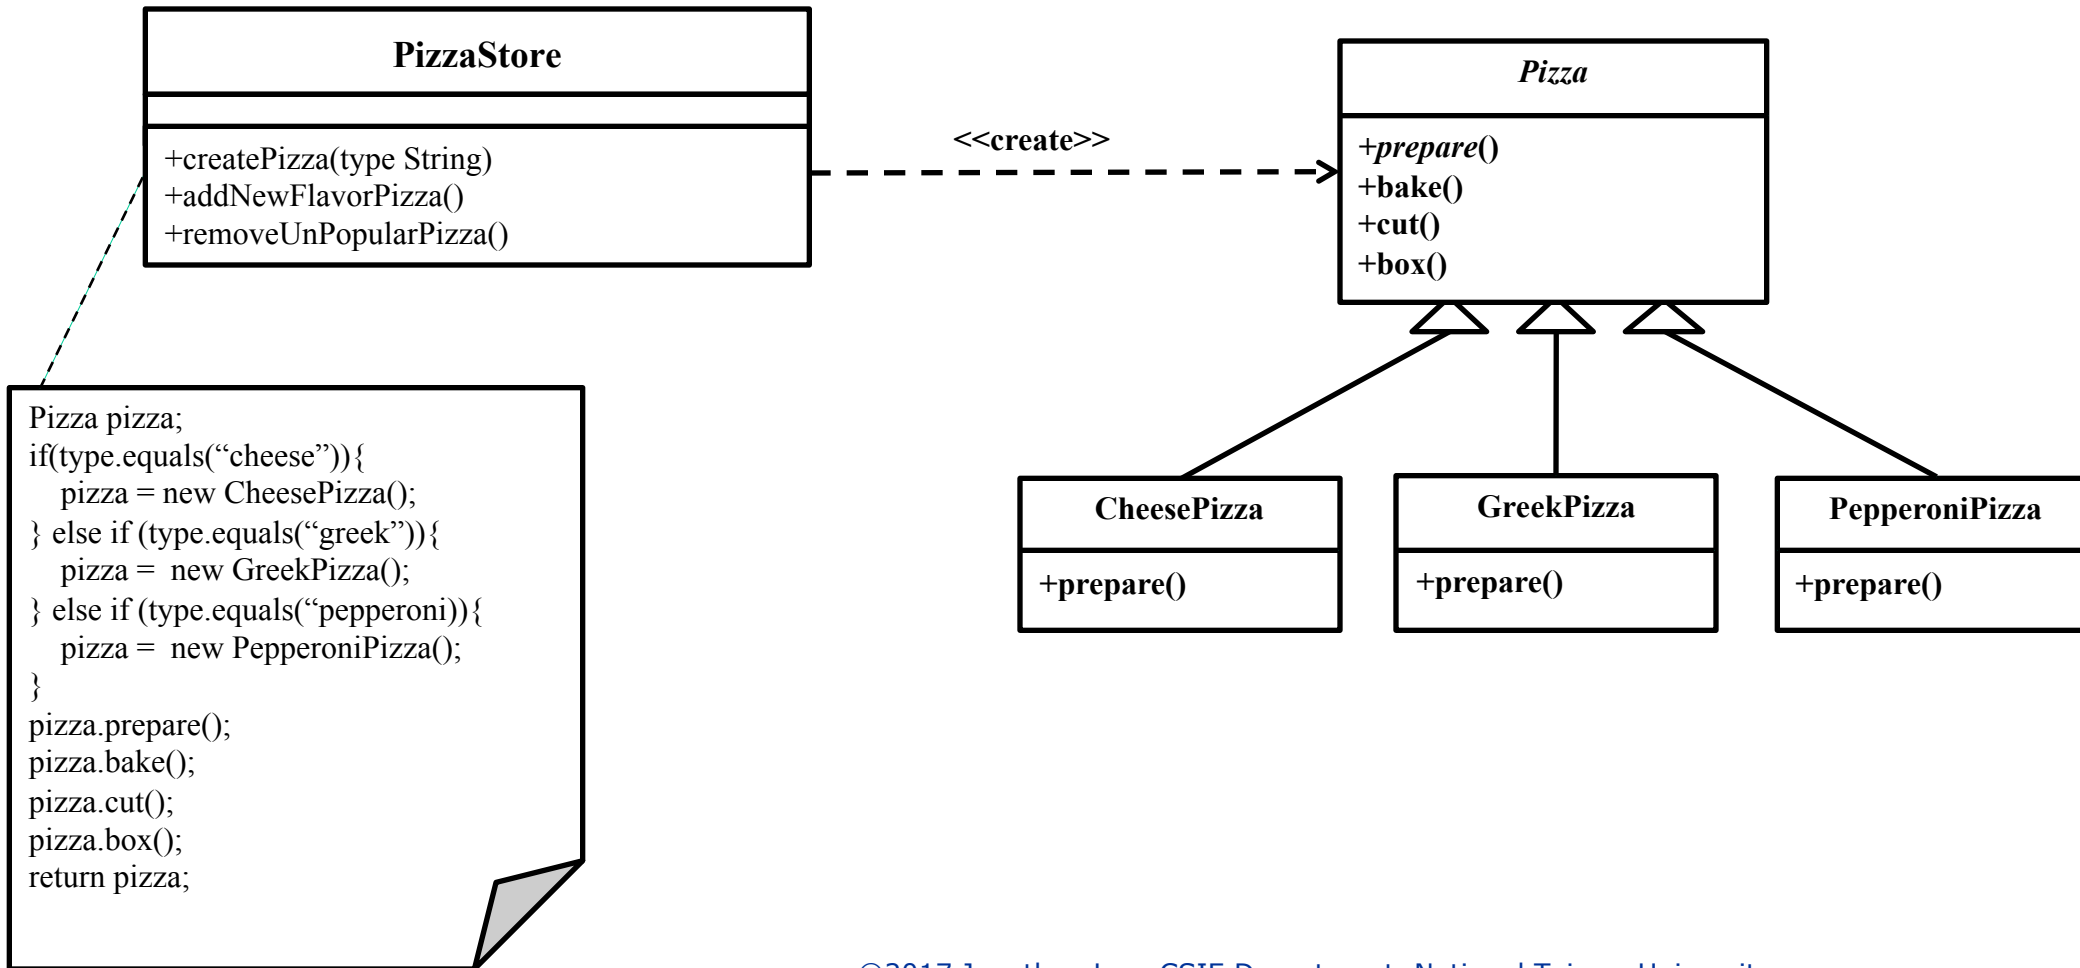 PizzaStore
+createPizza(type String)
+addNewFlavorPizza()
+removeUnPopularPizza()
<<create>>
Pizza
+prepare()
+bake()
+cut()
+box()
Pizza pizza;
if(type.equals(“cheese”)){
pizza = new CheesePizza();
} else if (type.equals(“greek”)){
pizza =  new GreekPizza();
} else if (type.equals(“pepperoni)){
pizza =  new PepperoniPizza();
}
pizza.prepare();
pizza.bake();
pizza.cut();
pizza.box();
return pizza;
CheesePizza
+prepare()
GreekPizza
+prepare()
PepperoniPizza
+prepare()